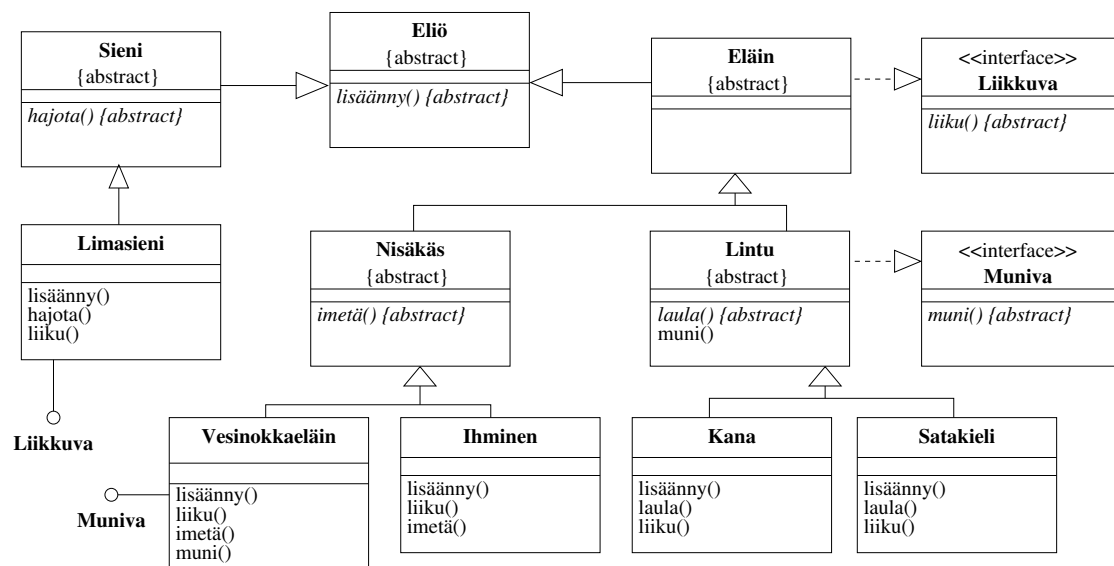 Sieni
{abstract}
hajota() {abstract}
Eliö
{abstract}
lisäänny() {abstract}
Eläin
{abstract}
<<interface>>
Liikkuva
liiku() {abstract}
Limasieni
lisäänny()
hajota()
liiku()
Liikkuva
Nisäkäs
{abstract}
imetä() {abstract}
Lintu
{abstract}
laula() {abstract}
muni()
<<interface>>
Muniva
muni() {abstract}
Vesinokkaeläin
lisäänny()
liiku()
imetä()
muni()
Muniva
Ihminen
lisäänny()
liiku()
imetä()
Kana
lisäänny()
laula()
liiku()
Satakieli
lisäänny()
laula()
liiku()